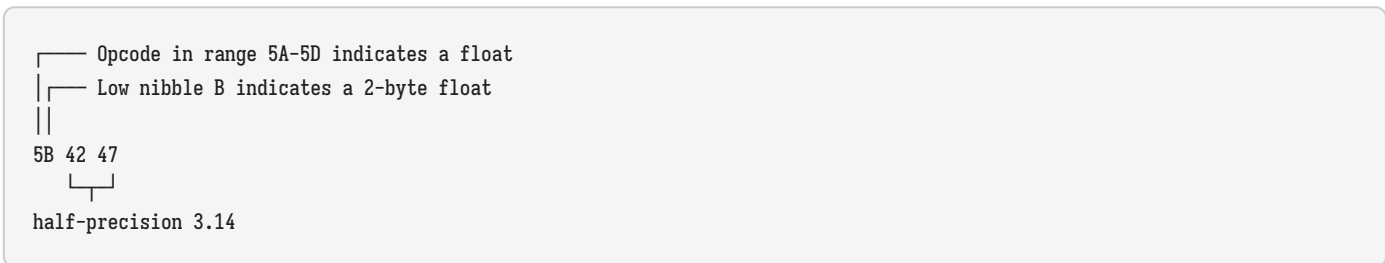 ┌──── Opcode in range 5A-5D indicates a float
│┌─── Low nibble B indicates a 2-byte float
││
5B 42 47
   └─┬─┘
half-precision 3.14